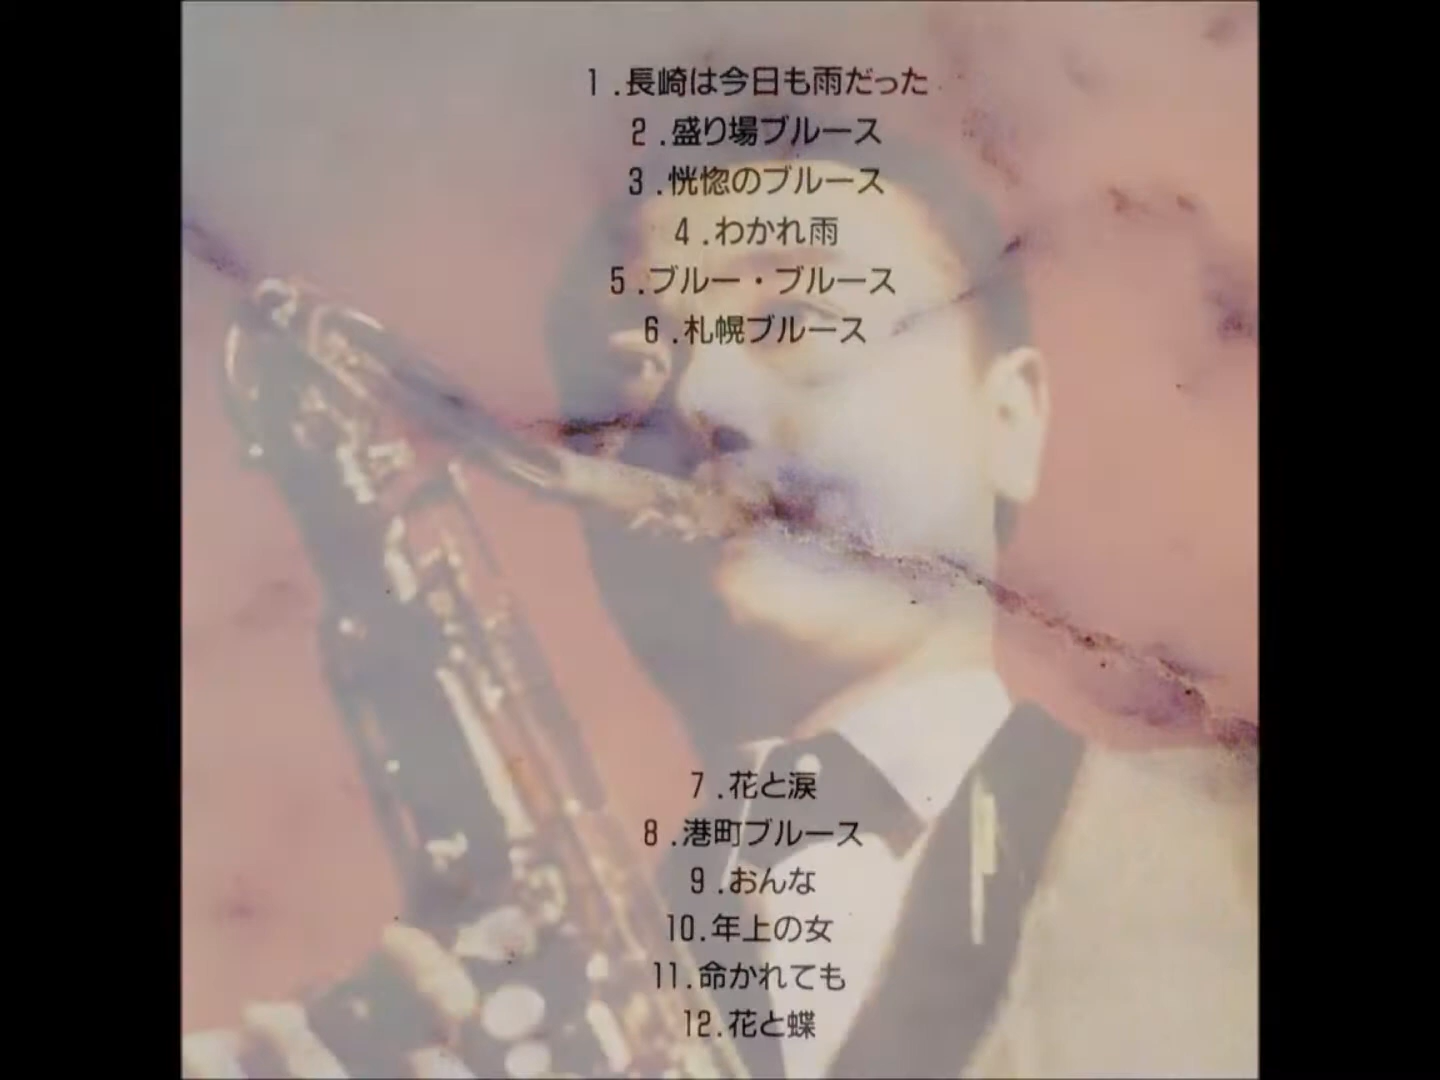 1.長崎は今日も雨だった
2.盛り場ブルース
3.恍惚のブルース
4.わかれ雨
5.ブルー・ブルース
6.札幌ブルース
7.花と涙
8.港町ブルース
9.おんな
10.年上の女
11.命かれても
12.花と蝶